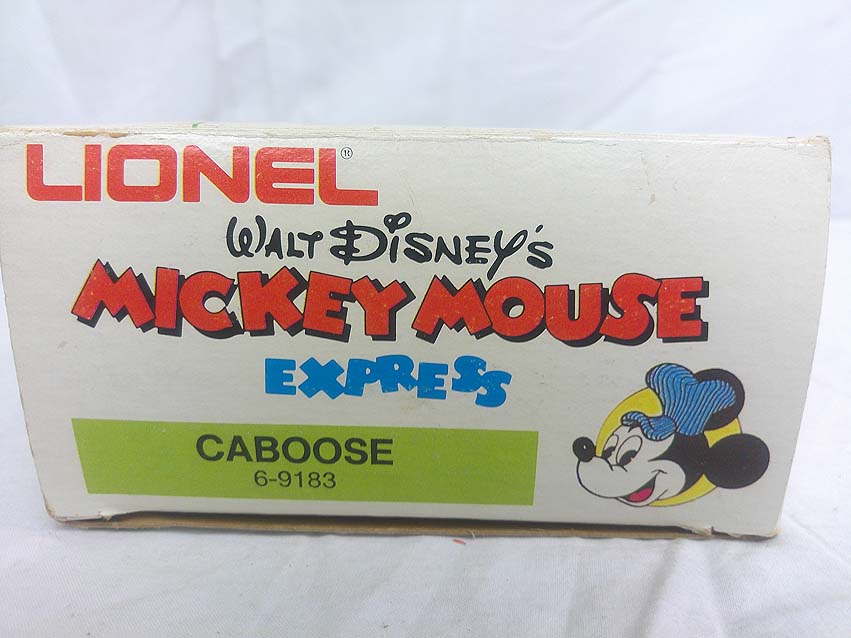 LIONEL®
WALT DISNEY'S
MICKEY MOUSE
EXPRESS
CABOOSE
6-9183